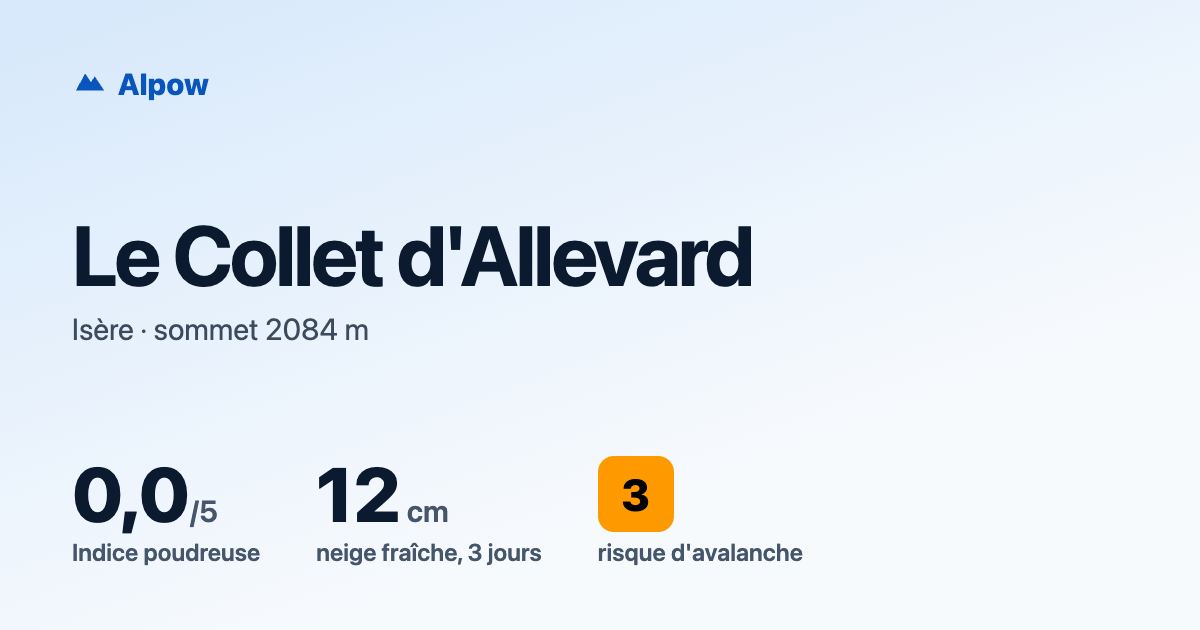 Alpow
Le Collet d'Allevard
Isère · sommet 2084 m
0,0/5
Indice poudreuse
12 cm
neige fraîche, 3 jours
3
risque d'avalanche